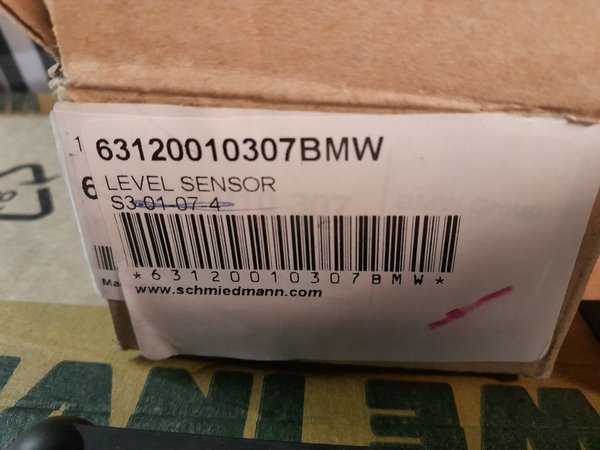 63120010307BMW
LEVEL SENSOR
S3-01-07-4
*63120010307BMW*
www.schmiedmann.com